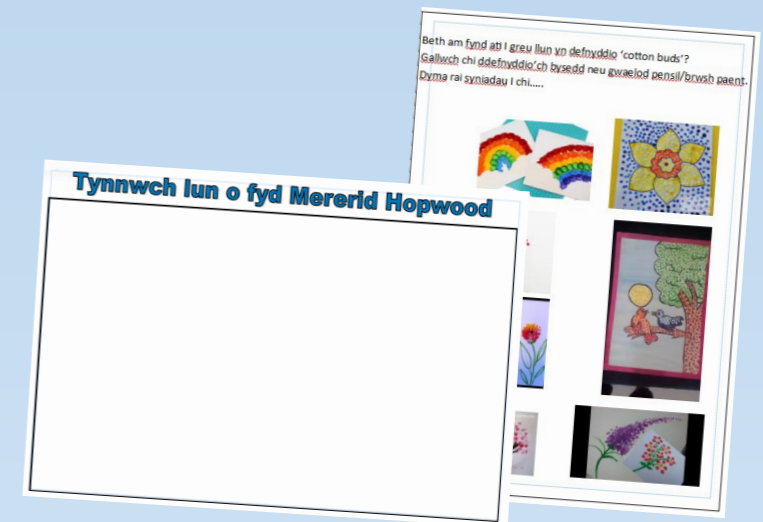 Beth am fynd ati I greu llun yn defnyddio ‘cotton buds’?
Gallwch chi ddefnyddio’ch bysedd neu gwaelod pensil/brwsh paent.
Dyma rai syniadau I chi.....
Tynnwch lun o fyd Mererid Hopwood